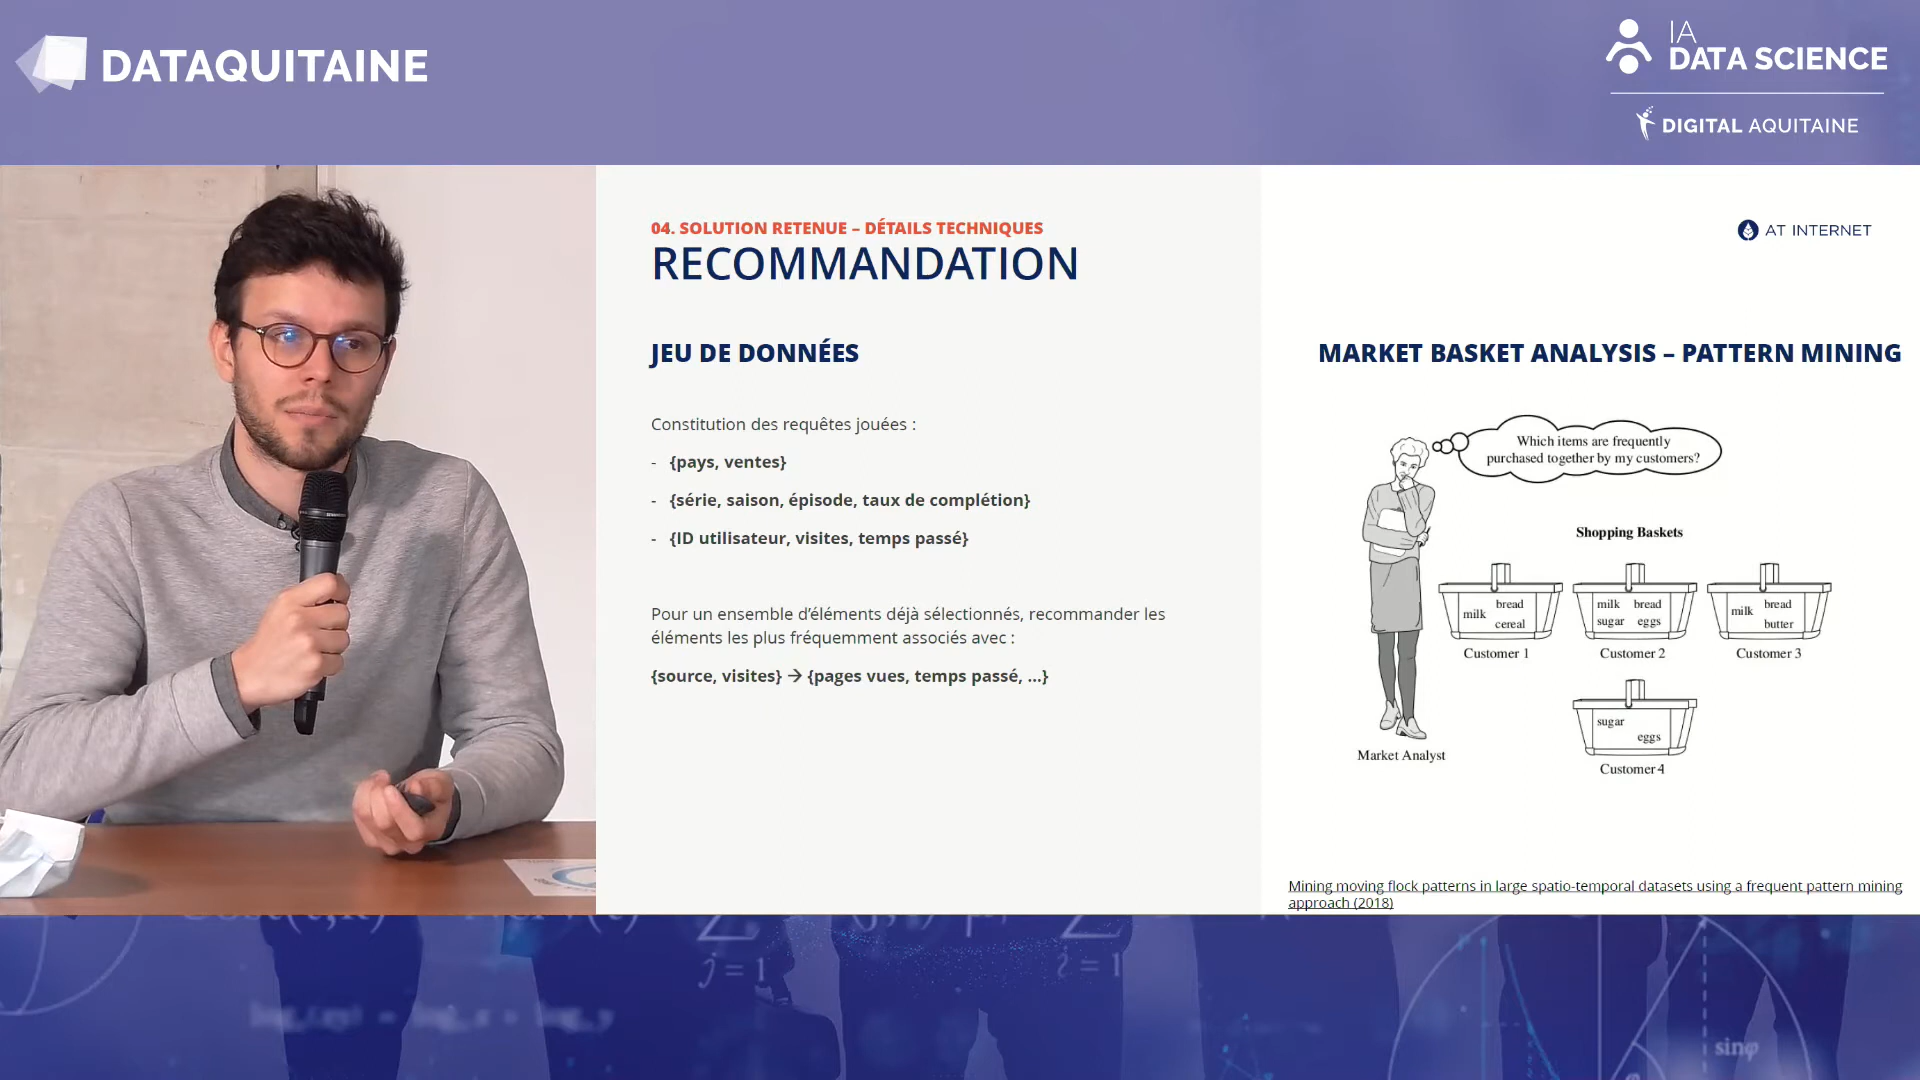 DATAQUITAINE
IA
DATA SCIENCE
DIGITAL AQUITAINE
04. SOLUTION RETENUE – DÉTAILS TECHNIQUES
RECOMMANDATION
AT INTERNET
JEU DE DONNÉES
Constitution des requêtes jouées :
- {pays, ventes}
- {série, saison, épisode, taux de complétion}
- {ID utilisateur, visites, temps passé}
Pour un ensemble d’éléments déjà sélectionnés, recommander les
éléments les plus fréquemment associés avec :
{source, visites} → {pages vues, temps passé, ...}
MARKET BASKET ANALYSIS – PATTERN MINING
Which items are frequently
purchased together by my customers?
Shopping Baskets
milk bread
cereal
Customer 1
milk bread
sugar eggs
Customer 2
milk bread
butter
Customer 3
sugar
eggs
Customer 4
Market Analyst
Mining moving flock patterns in large spatio-temporal datasets using a frequent pattern mining
approach (2018)
j = 1
i = 1
sinφ